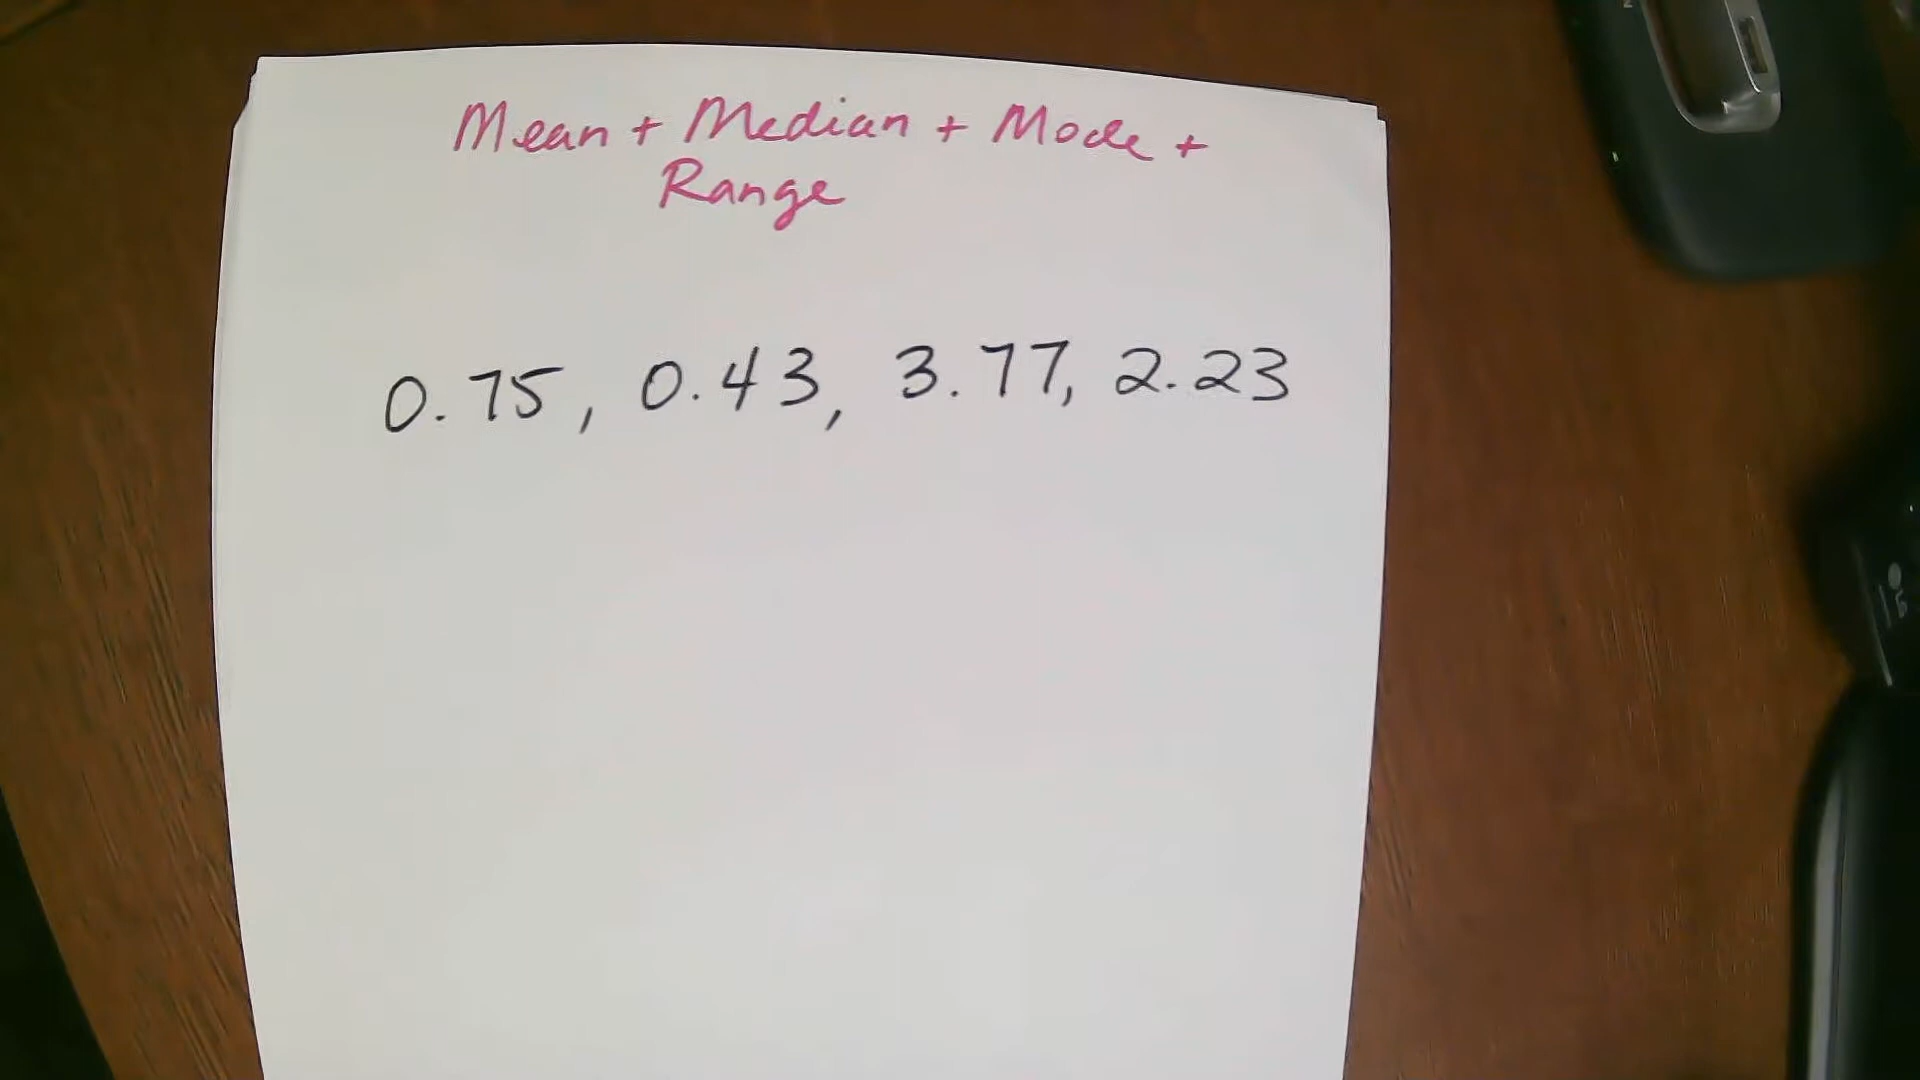 Mean + Median + Mode +
Range
0.75, 0.43, 3.77, 2.23